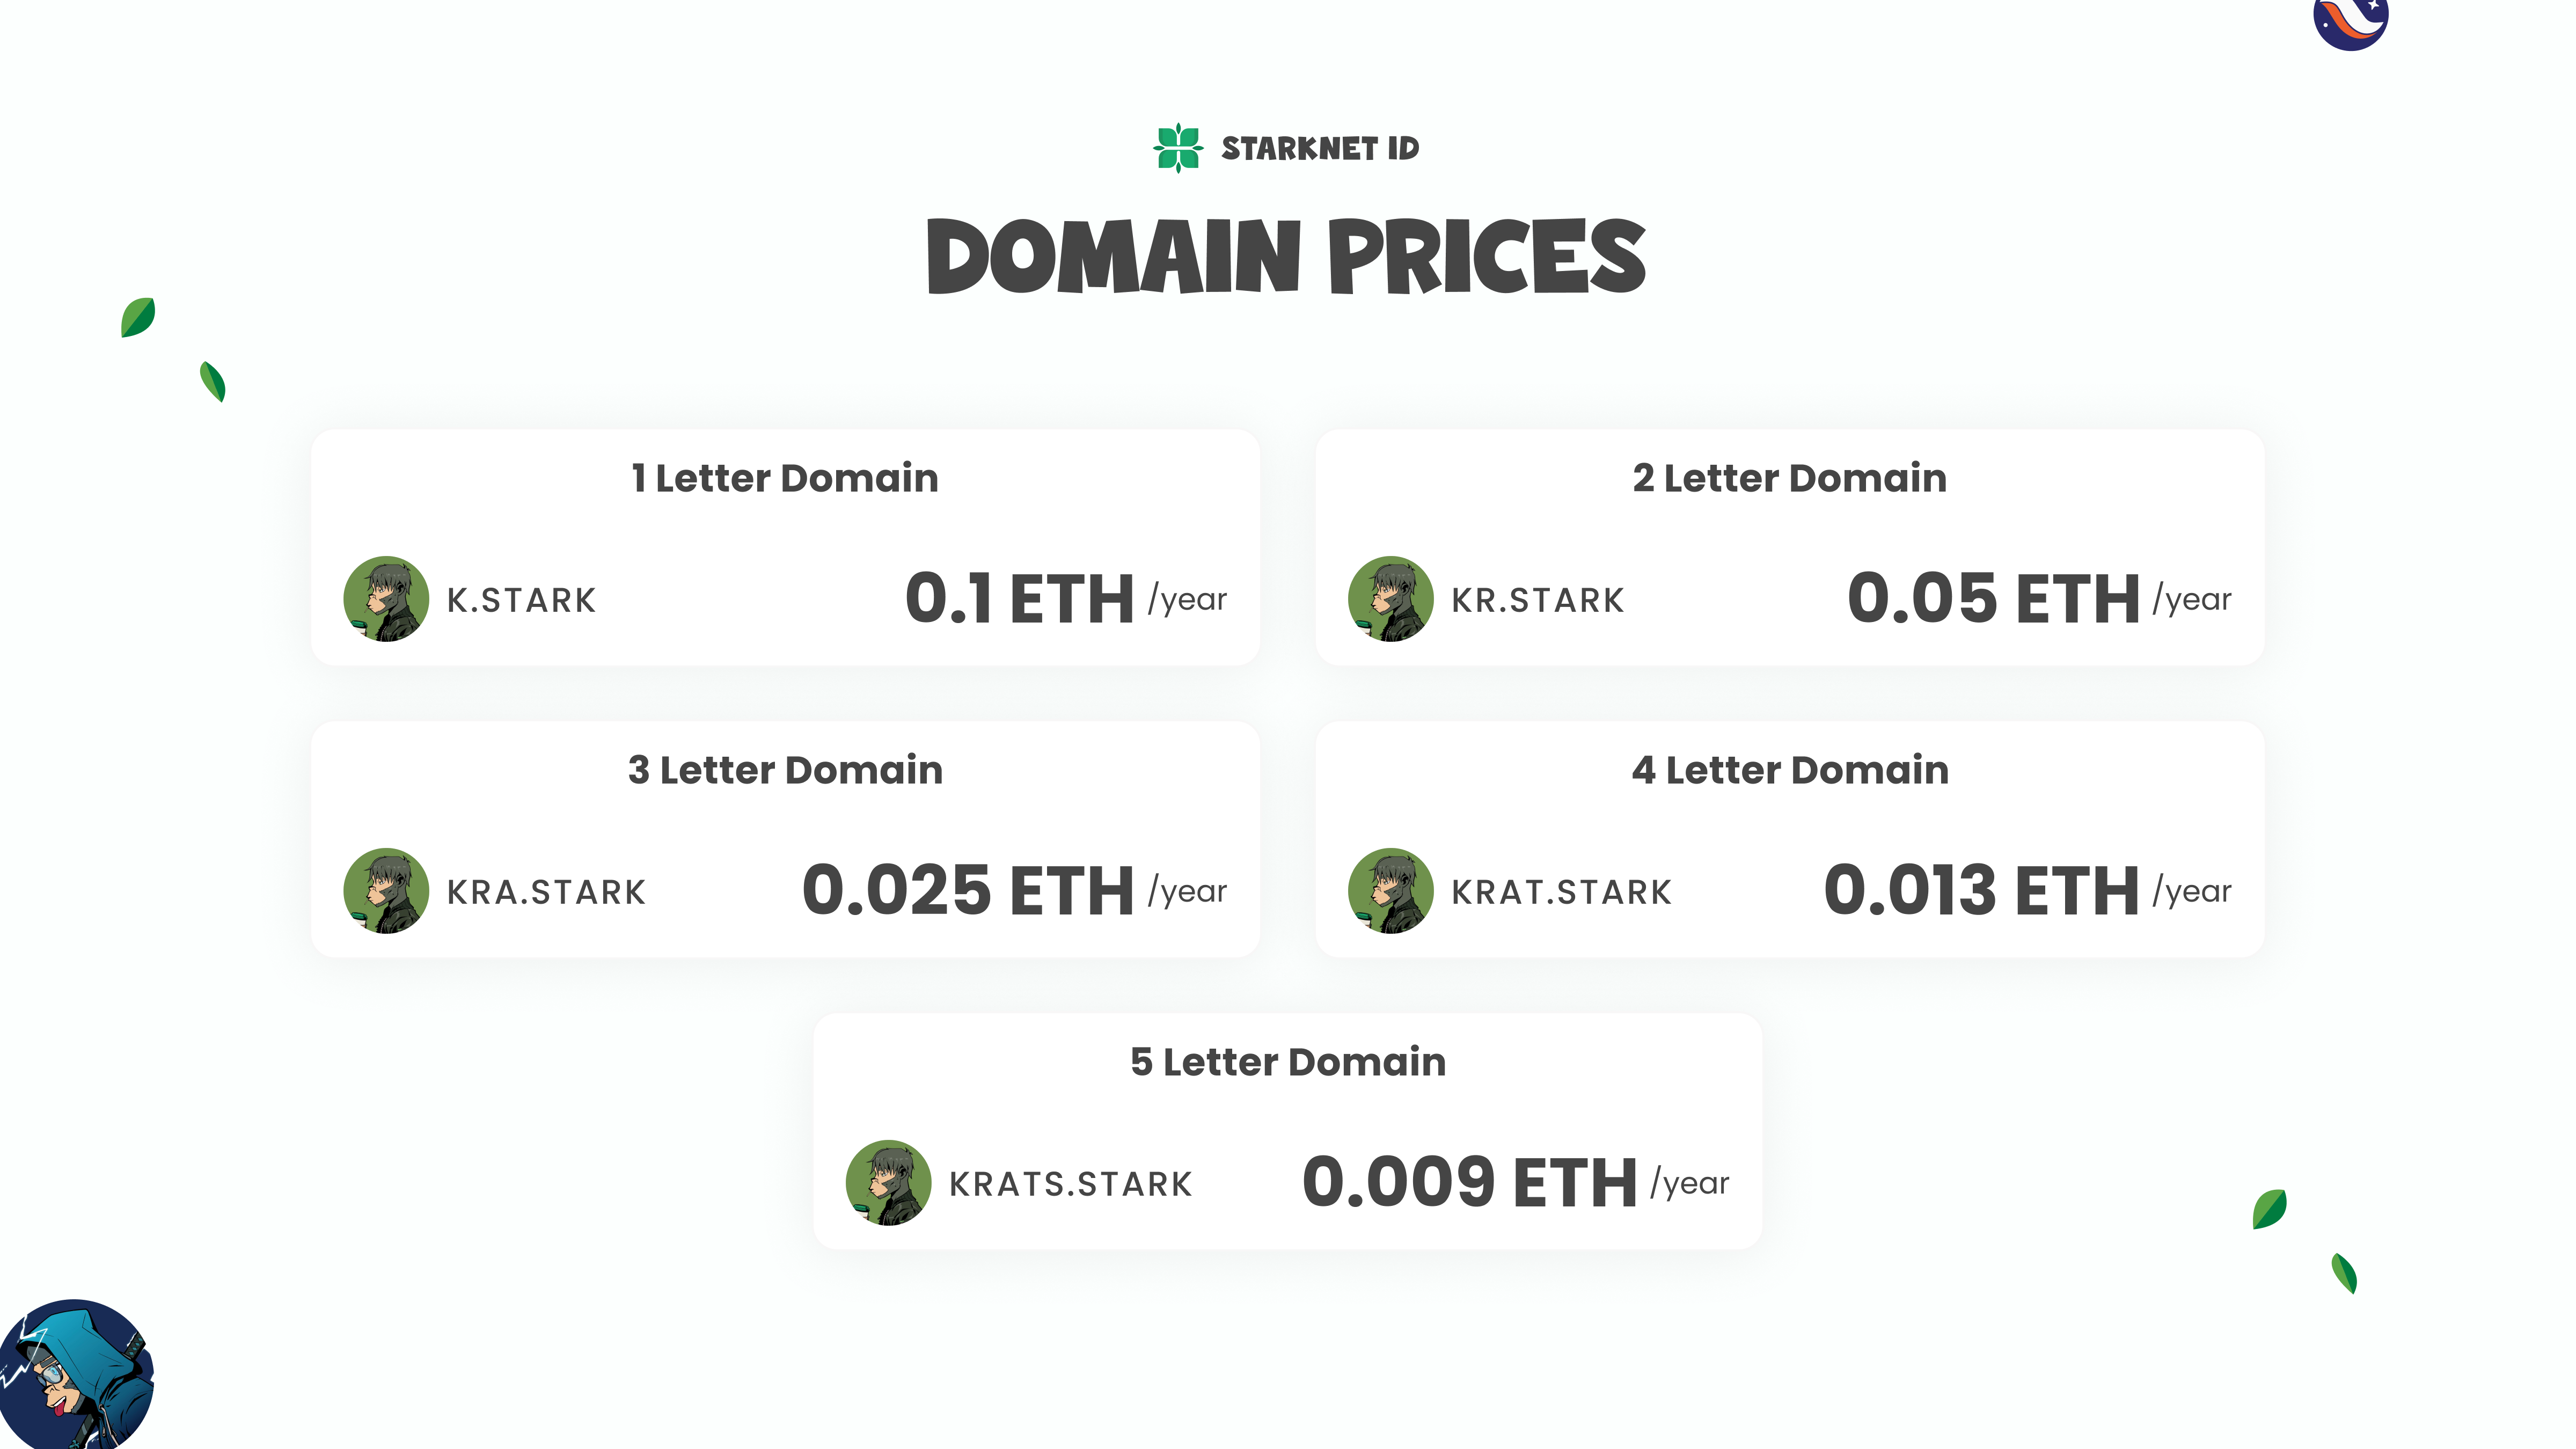 STARKNET ID
DOMAIN PRICES
1 Letter Domain
K.STARK
0.1 ETH /year
2 Letter Domain
KR.STARK
0.05 ETH /year
3 Letter Domain
KRA.STARK
0.025 ETH /year
4 Letter Domain
KRAT.STARK
0.013 ETH /year
5 Letter Domain
KRATS.STARK
0.009 ETH /year